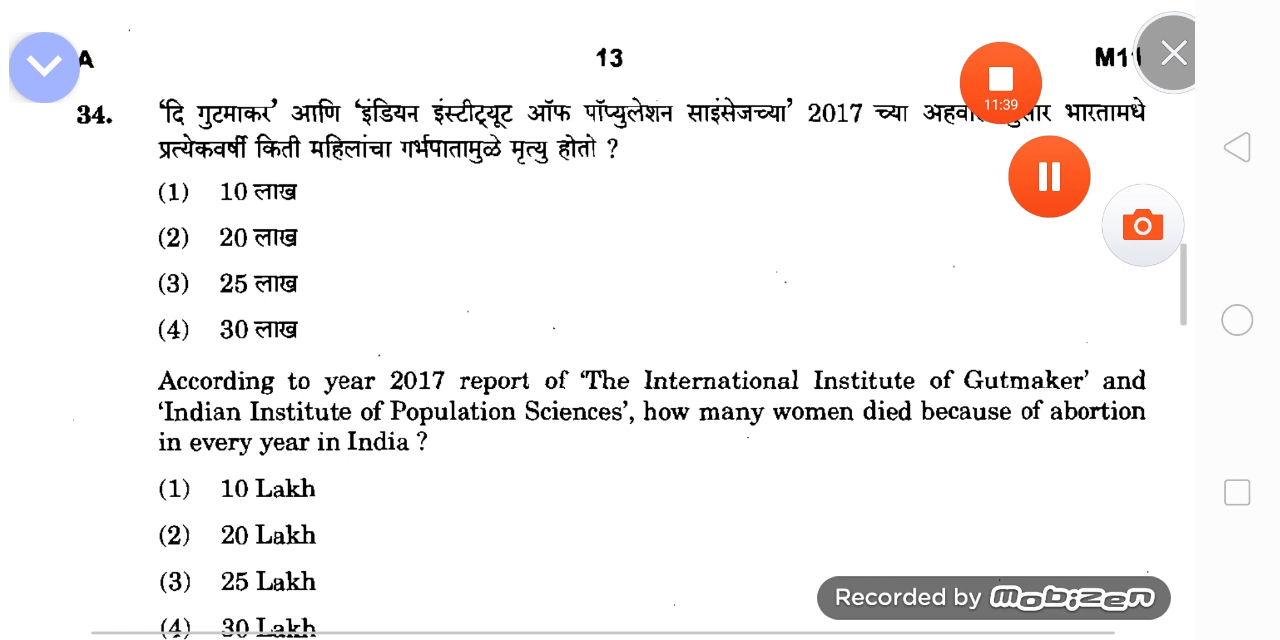 A 13 M11
11:39
34. ‘दि गुटमाकर’ आणि ‘इंडियन इंस्टीट्यूट ऑफ पॉप्युलेशन साइंसेजच्या’ 2017 च्या भारतामधे
प्रत्येकवर्षी किती महिलांचा गर्भपातामुळे मृत्यु होतो ?
(1) 10 लाख
(2) 20 लाख
(3) 25 लाख
(4) 30 लाख
According to year 2017 report of ‘The International Institute of Gutmaker’ and
‘Indian Institute of Population Sciences’, how many women died because of abortion
in every year in India ?
(1) 10 Lakh
(2) 20 Lakh
(3) 25 Lakh
(4) 30 Lakh
Recorded by mobizen